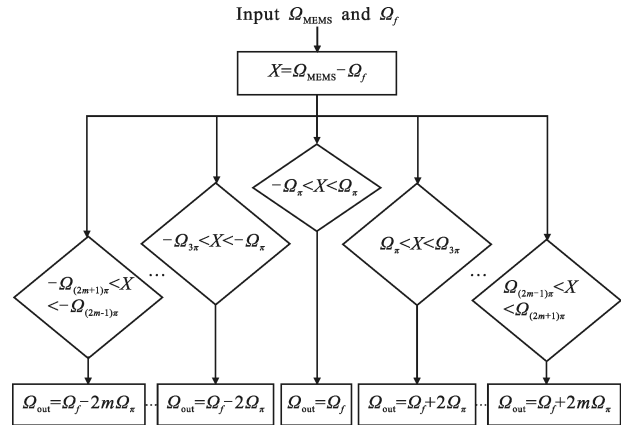 Input Ω_MEMS and Ω_f
X=Ω_MEMS−Ω_f
−Ω_π<X<Ω_π
−Ω_3π<X<−Ω_π
Ω_π<X<Ω_3π
−Ω_(2m+1)π<X
<−Ω_(2m-1)π
...
...
Ω_(2m−1)π<X
<Ω_(2m+1)π
Ω_out=Ω_f−2mΩ_π
...
Ω_out=Ω_f−2Ω_π
Ω_out=Ω_f
Ω_out=Ω_f+2Ω_π
...
Ω_out=Ω_f+2mΩ_π